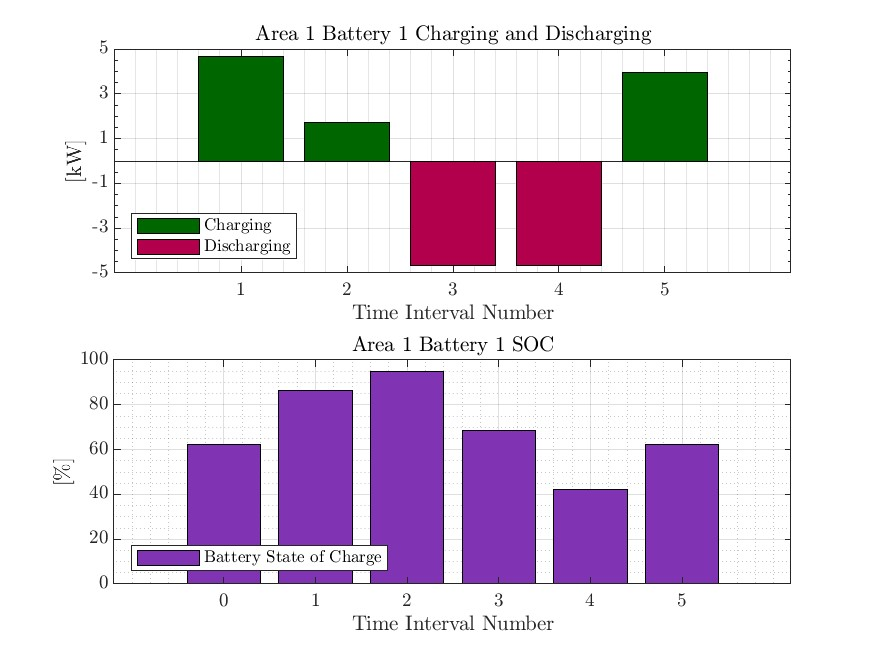 Area 1 Battery 1 Charging and Discharging
5
3
1
-1
-3
-5
[kW]
Charging
Discharging
1 2 3 4 5
Time Interval Number
Area 1 Battery 1 SOC
100
80
60
40
20
0
[%]
Battery State of Charge
0 1 2 3 4 5
Time Interval Number